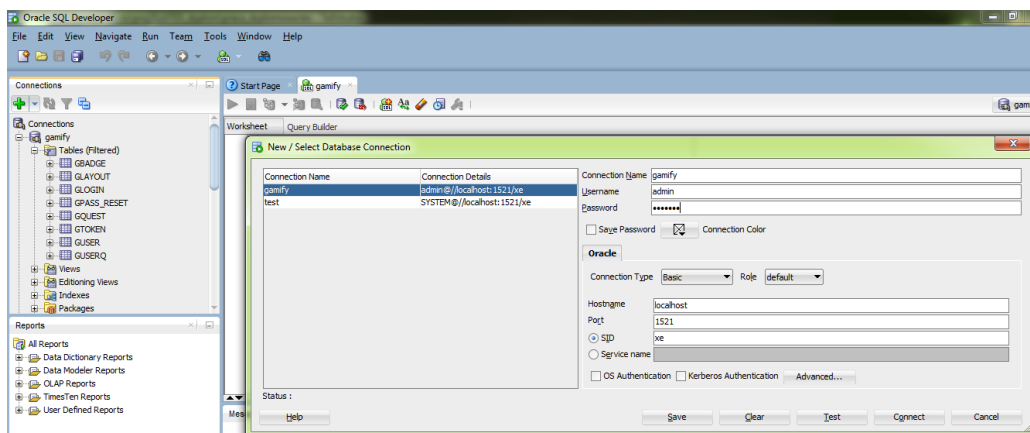 Oracle SQL Developer
File Edit View Navigate Run Team Tools Window Help
Connections
Start Page
gamify
gam
Connections
gamify
Tables (Filtered)
GBADGE
GLAYOUT
GLOGIN
GPASS_RESET
GQUEST
GTOKEN
GUSER
GUSERQ
Views
Editioning Views
Indexes
Packages
Reports
All Reports
Data Dictionary Reports
Data Modeler Reports
OLAP Reports
TimesTen Reports
User Defined Reports
Worksheet Query Builder
Mes
New / Select Database Connection
Connection Name Connection Details
gamify admin@//localhost:1521/xe
test SYSTEM@//localhost:1521/xe
Connection Name gamify
Username admin
Password
Save Password Connection Color
Oracle
Connection Type Basic Role default
Hostname localhost
Port 1521
SID xe
Service name
OS Authentication Kerberos Authentication Advanced...
Status :
Help Save Clear Test Connect Cancel